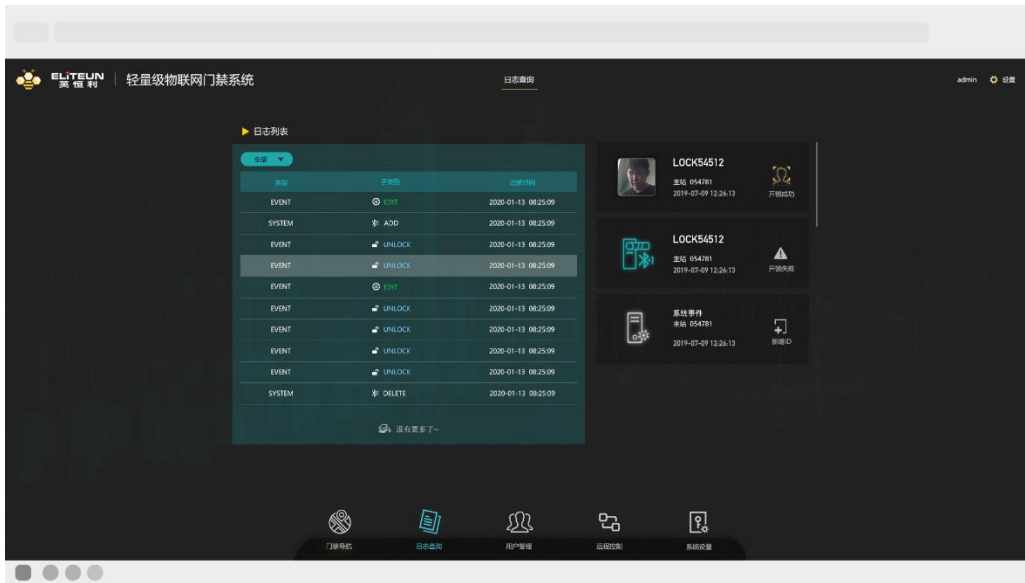 ELITEUN
英恒利
轻量级物联网门禁系统
日志查询
admin
设置
日志列表
全部
类型 子类别 记录时间
EVENT EDIT 2020-01-13 08:25:09
SYSTEM ADD 2020-01-13 08:25:09
EVENT UNLOCK 2020-01-13 08:25:09
EVENT UNLOCK 2020-01-13 08:25:09
EVENT EDIT 2020-01-13 08:25:09
EVENT UNLOCK 2020-01-13 08:25:09
EVENT UNLOCK 2020-01-13 08:25:09
EVENT UNLOCK 2020-01-13 08:25:09
EVENT UNLOCK 2020-01-13 08:25:09
SYSTEM DELETE 2020-01-13 08:25:09
没有更多了~
LOCK54512
主站 054781
2019-07-09 12:26:13
开锁成功
LOCK54512
主站 054781
2019-07-09 12:26:13
开锁失败
系统事件
主站 054781
2019-07-09 12:26:13
新增ID
门禁导航 日志查询 用户管理 远程控制 系统设置